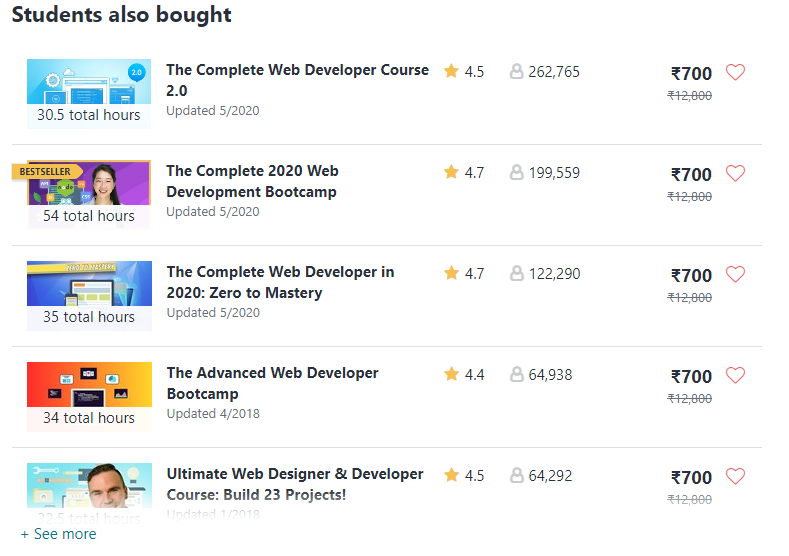 Students also bought
2.0
30.5 total hours
The Complete Web Developer Course
2.0
Updated 5/2020
4.5
262,765
₹700
₹12,800
BESTSELLER
node
54 total hours
The Complete 2020 Web
Development Bootcamp
Updated 5/2020
4.7
199,559
₹700
₹12,800
ZERO TO MASTERY
35 total hours
The Complete Web Developer in
2020: Zero to Mastery
Updated 5/2020
4.7
122,290
₹700
₹12,800
34 total hours
The Advanced Web Developer
Bootcamp
Updated 4/2018
4.4
64,938
₹700
₹12,800
32.5 total hours
Ultimate Web Designer & Developer
Course: Build 23 Projects!
Updated 1/2018
4.5
64,292
₹700
₹12,800
+ See more